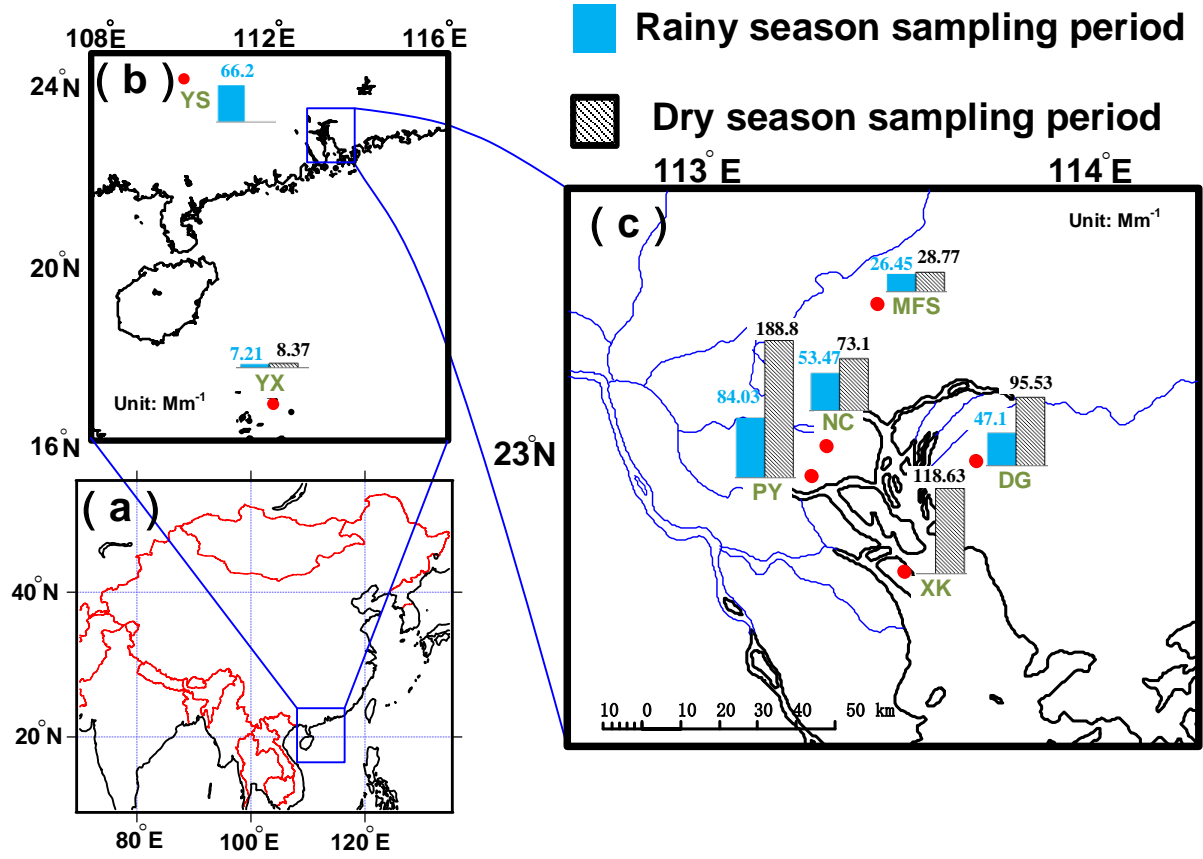 Rainy season sampling period
Dry season sampling period
108°E 112°E 116°E
24°N
20°N
16°N
( b )
66.2
YS
7.21 8.37
YX
Unit: Mm-1
113°E 114°E
23°N
( c )
Unit: Mm-1
26.45 28.77
MFS
188.8
84.03
PY
53.47 73.1
NC
95.53
47.1
DG
118.63
XK
10 0 10 20 30 40 50 km
( a )
40°N
20°N
80°E 100°E 120°E